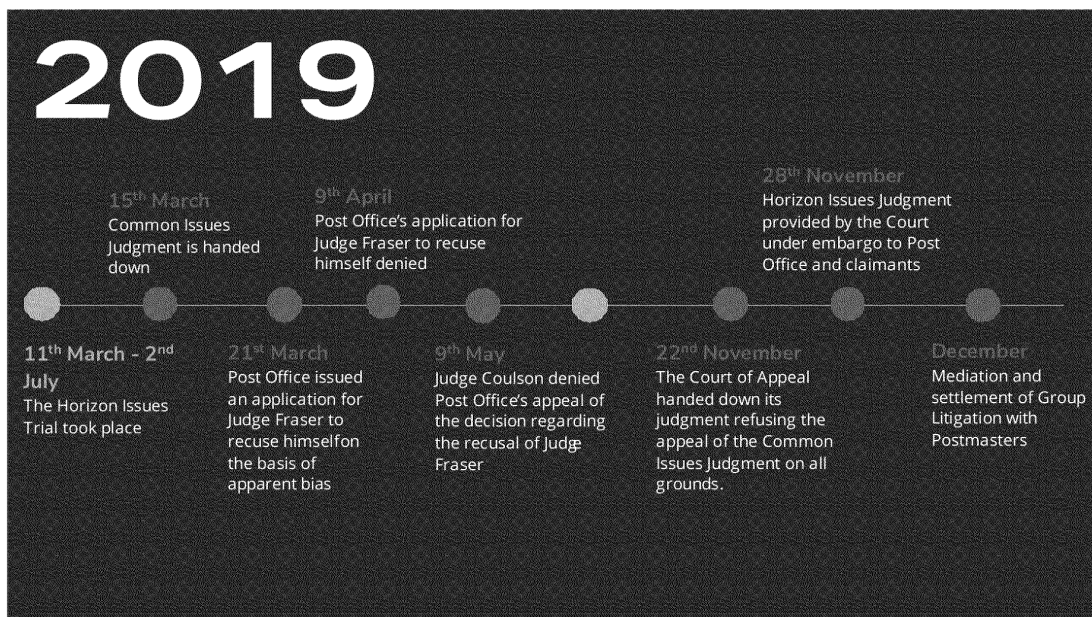 2019
11th March - 2nd
July
The Horizon Issues
Trial took place
15th March
Common Issues
Judgment is handed
down
21st March
Post Office issued
an application for
Judge Fraser to
recuse himselfon
the basis of
apparent bias
9th April
Post Office's application for
Judge Fraser to recuse
himself denied
9th May
Judge Coulson denied
Post Office's appeal of
the decision regarding
the recusal of Judge
Fraser
22nd November
The Court of Appeal
handed down its
judgment refusing the
appeal of the Common
Issues Judgment on all
grounds.
28th November
Horizon Issues Judgment
provided by the Court
under embargo to Post
Office and claimants
December
Mediation and
settlement of Group
Litigation with
Postmasters